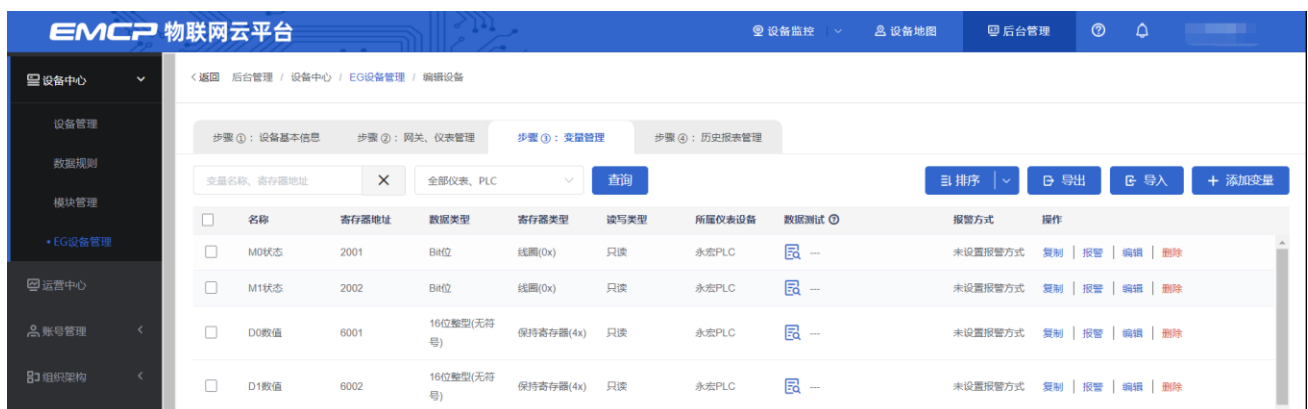 EMCP 物联网云平台 设备监控 设备地图 后台管理
设备中心 <返回 后台管理 / 设备中心 / EG设备管理 / 编辑设备
设备管理
步骤①：设备基本信息 步骤②：网关、仪表管理 步骤③：变量管理 步骤④：历史报表管理
数据规则
变量名称、寄存器地址 全部仪表、PLC 查询 排序 导出 导入 + 添加变量
模块管理
名称 寄存器地址 数据类型 寄存器类型 读写类型 所属仪表设备 数据测试 报警方式 操作
•EG设备管理
M0状态 2001 Bit位 线圈(0x) 只读 永宏PLC --- 未设置报警方式 复制 | 报警 | 编辑 | 删除
运营中心
M1状态 2002 Bit位 线圈(0x) 只读 永宏PLC --- 未设置报警方式 复制 | 报警 | 编辑 | 删除
账号管理
D0数值 6001 16位整型(无符号) 保持寄存器(4x) 只读 永宏PLC --- 未设置报警方式 复制 | 报警 | 编辑 | 删除
组织架构
D1数值 6002 16位整型(无符号) 保持寄存器(4x) 只读 永宏PLC --- 未设置报警方式 复制 | 报警 | 编辑 | 删除